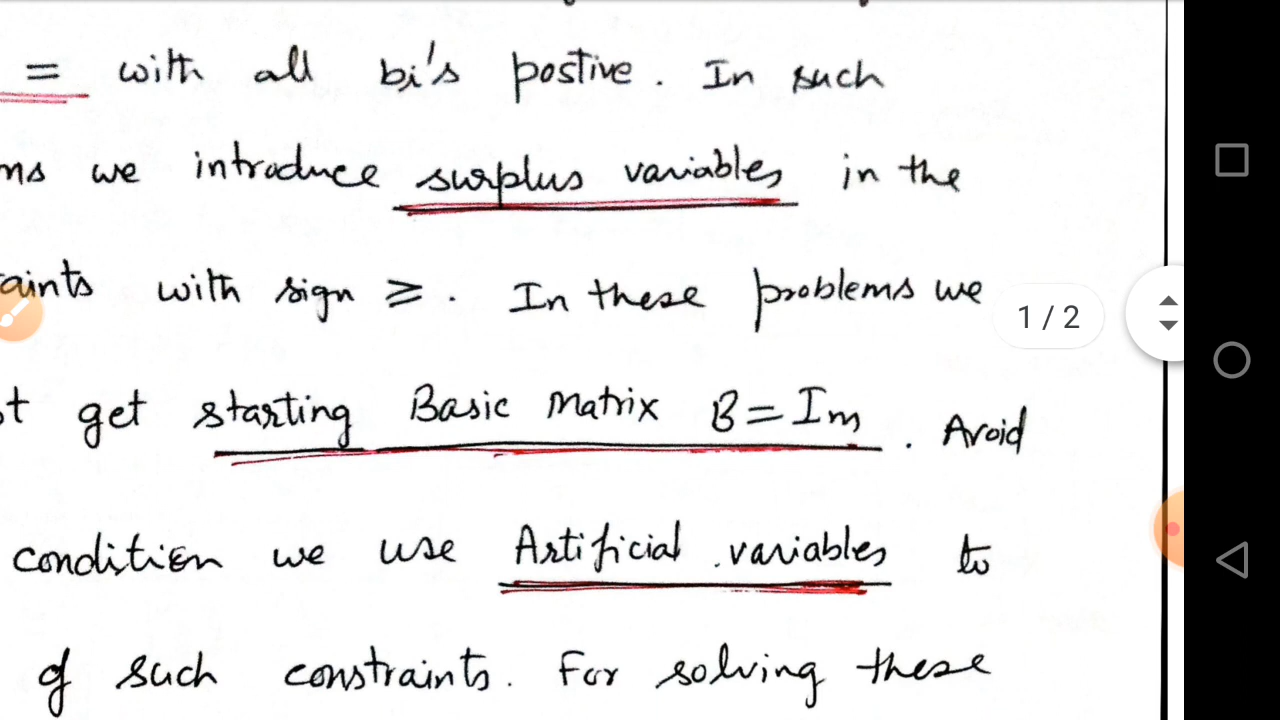 = with all bi's postive. In such
ms we introduce surplus variables in the
aints with sign ≥. In these problems we
1 / 2
t get starting Basic matrix B=Im. Avoid
condition we use Artificial variables to
of such constraints. For solving these